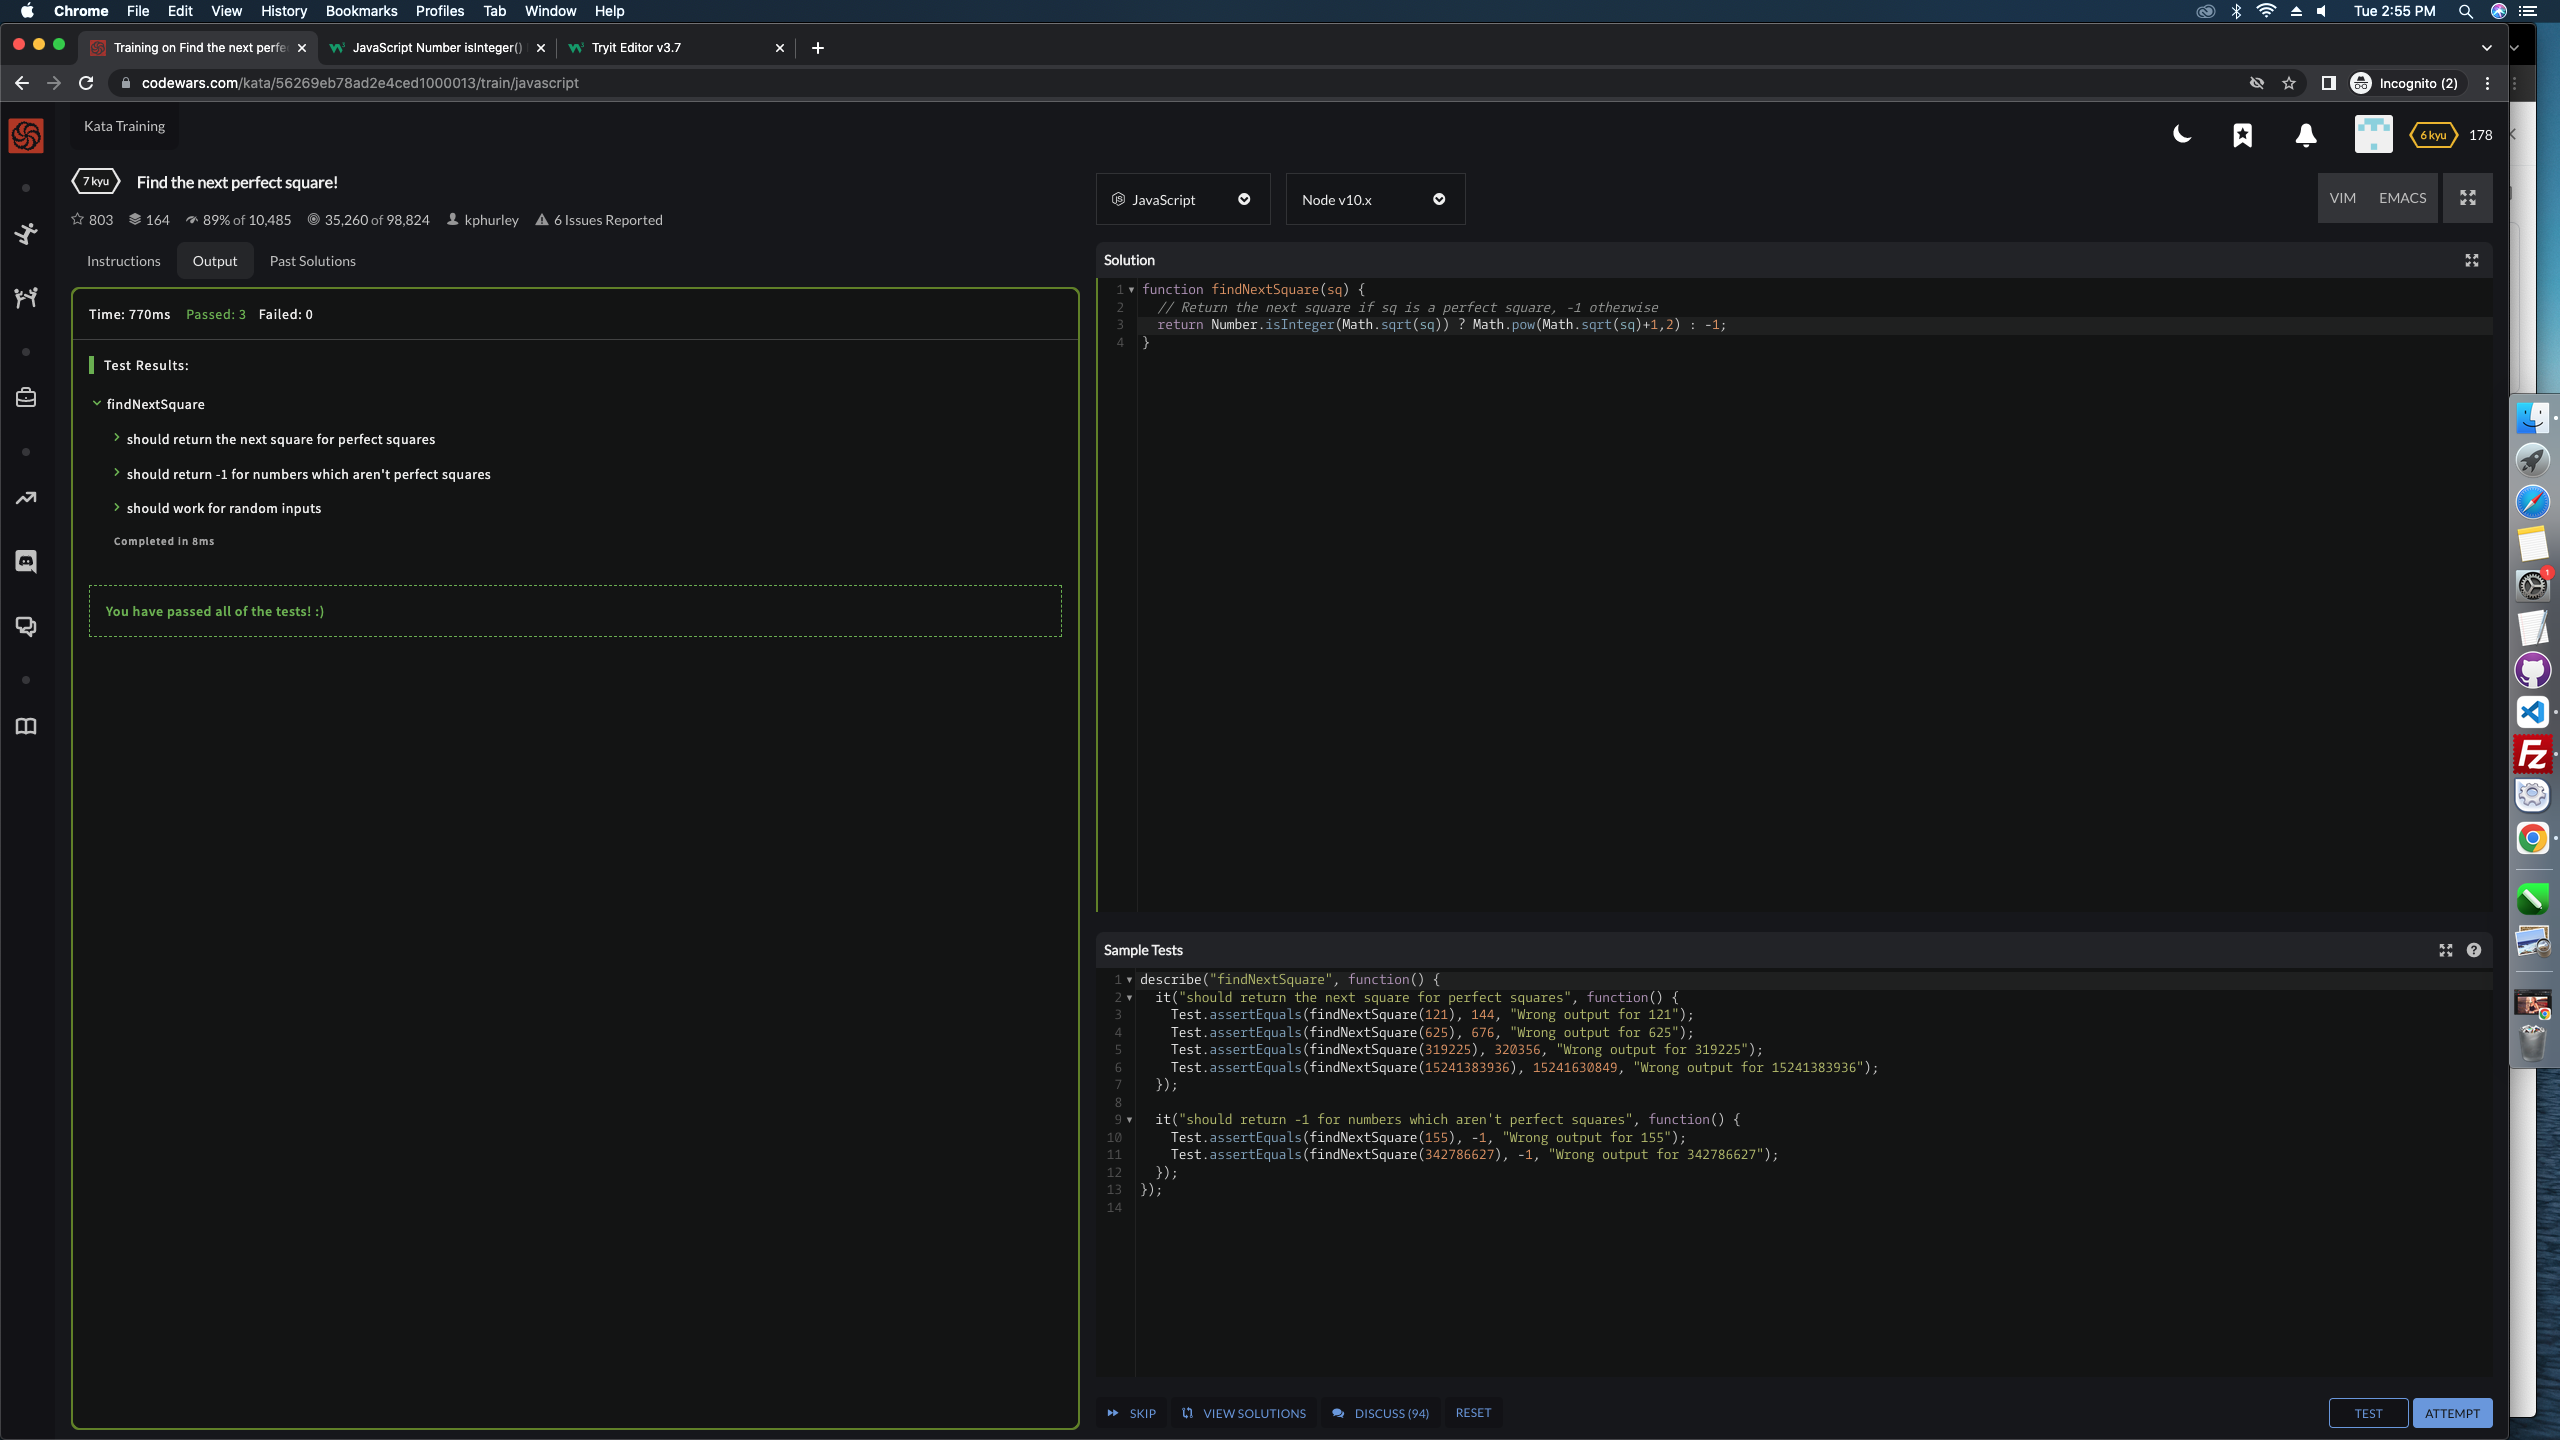 Chrome File Edit View History Bookmarks Profiles Tab Window Help Tue 2:55 PM
Training on Find the next perfe JavaScript Number isInteger() Tryit Editor v3.7
codewars.com/kata/56269eb78ad2e4ced1000013/train/javascript Incognito (2)
Kata Training
6 kyu 178
7 kyu Find the next perfect square!
803 164 89% of 10,485 35,260 of 98,824 kphurley 6 Issues Reported
JavaScript Node v10.x VIM EMACS
Instructions Output Past Solutions
Time: 770ms Passed: 3 Failed: 0
Test Results:
findNextSquare
should return the next square for perfect squares
should return -1 for numbers which aren't perfect squares
should work for random inputs
Completed in 8ms
You have passed all of the tests! :)
Solution
1 function findNextSquare(sq) {
2 // Return the next square if sq is a perfect square, -1 otherwise
3 return Number.isInteger(Math.sqrt(sq)) ? Math.pow(Math.sqrt(sq)+1,2) : -1;
4 }
Sample Tests
1 describe("findNextSquare", function() {
2 it("should return the next square for perfect squares", function() {
3 Test.assertEquals(findNextSquare(121), 144, "Wrong output for 121");
4 Test.assertEquals(findNextSquare(625), 676, "Wrong output for 625");
5 Test.assertEquals(findNextSquare(319225), 320356, "Wrong output for 319225");
6 Test.assertEquals(findNextSquare(15241383936), 15241630849, "Wrong output for 15241383936");
7 });
8
9 it("should return -1 for numbers which aren't perfect squares", function() {
10 Test.assertEquals(findNextSquare(155), -1, "Wrong output for 155");
11 Test.assertEquals(findNextSquare(342786627), -1, "Wrong output for 342786627");
12 });
13 });
14
SKIP VIEW SOLUTIONS DISCUSS (94) RESET TEST ATTEMPT
1
Fz